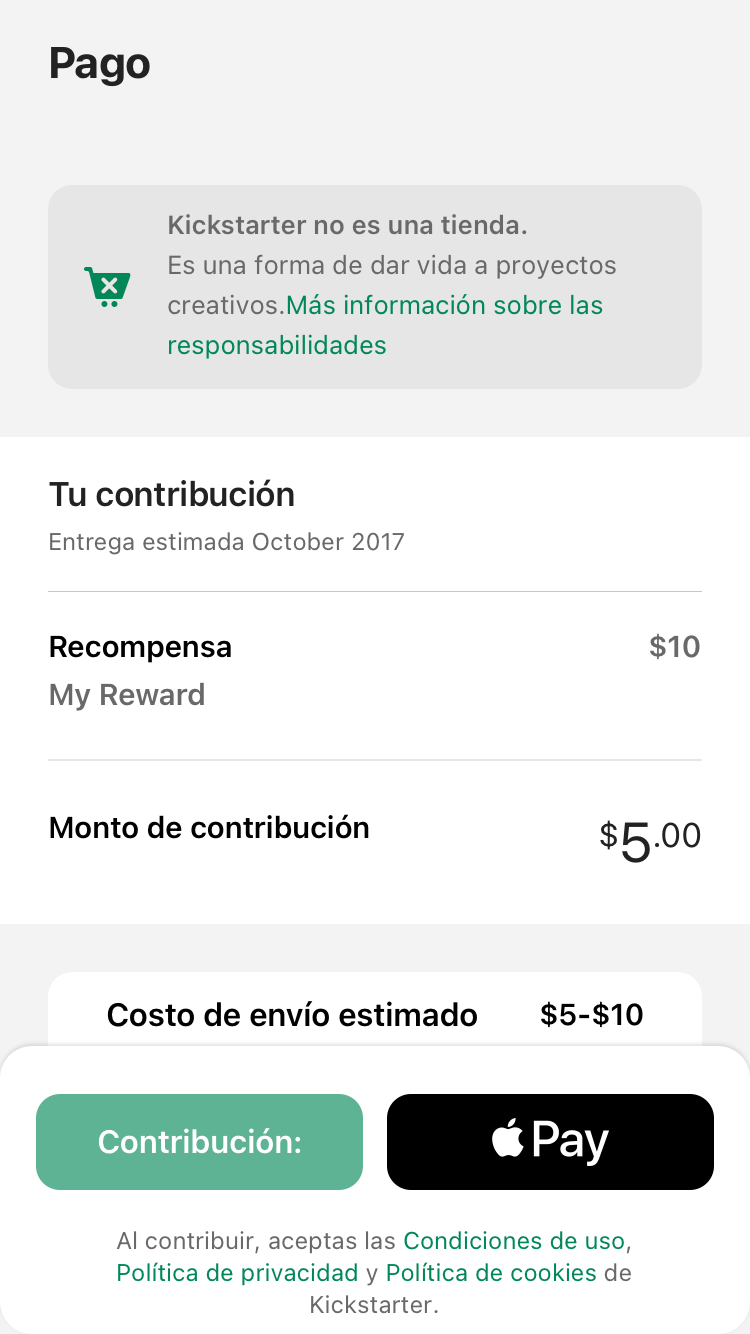 Pago
Kickstarter no es una tienda.
Es una forma de dar vida a proyectos
creativos.Más información sobre las
responsabilidades
Tu contribución
Entrega estimada October 2017
Recompensa $10
My Reward
Monto de contribución $5.00
Costo de envío estimado $5-$10
Contribución: Pay
Al contribuir, aceptas las Condiciones de uso,
Política de privacidad y Política de cookies de
Kickstarter.